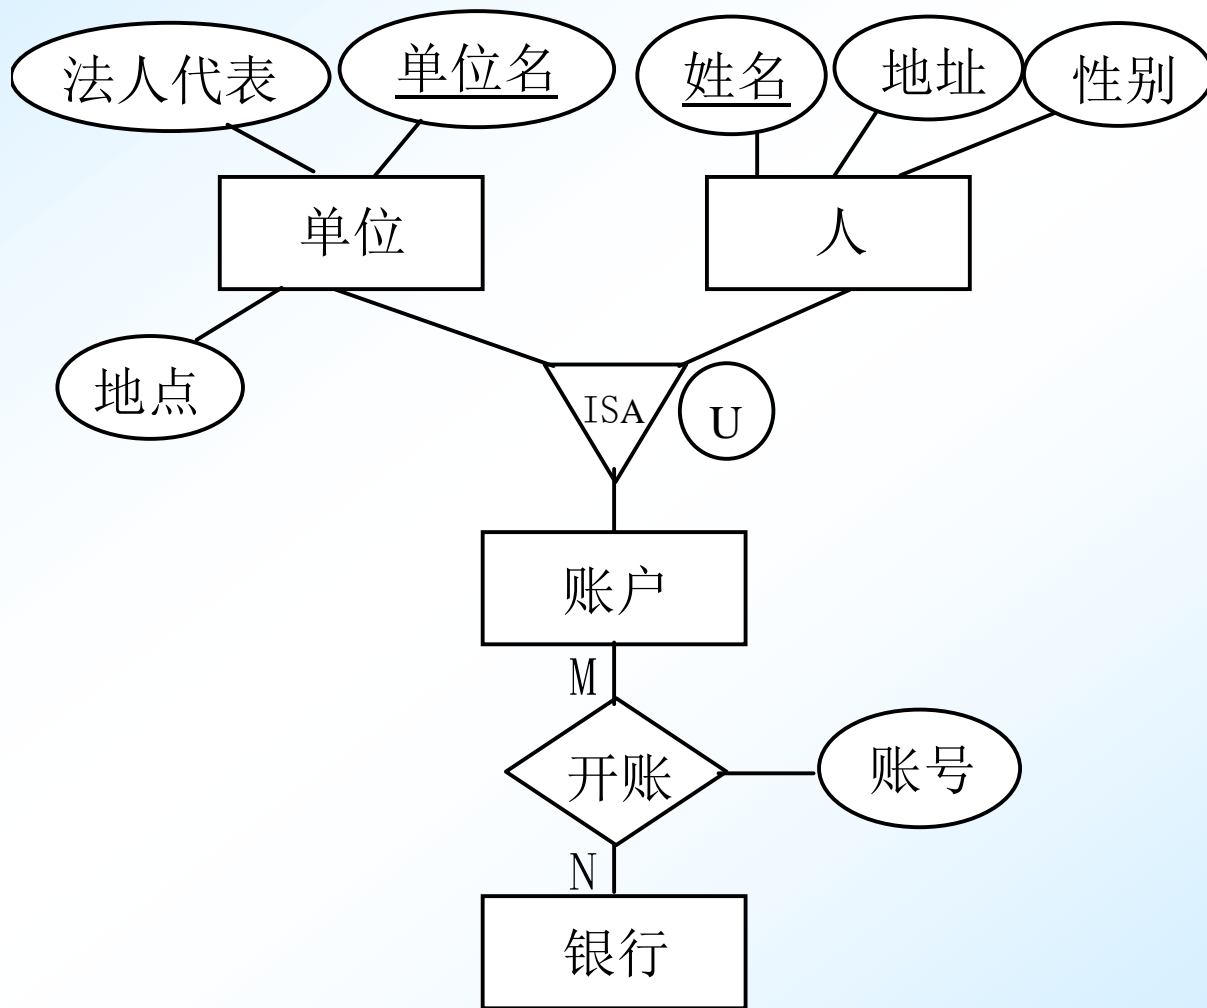 法人代表
单位名
姓名
地址
性别
单位
人
地点
ISA
U
账户
M
开账
账号
N
银行